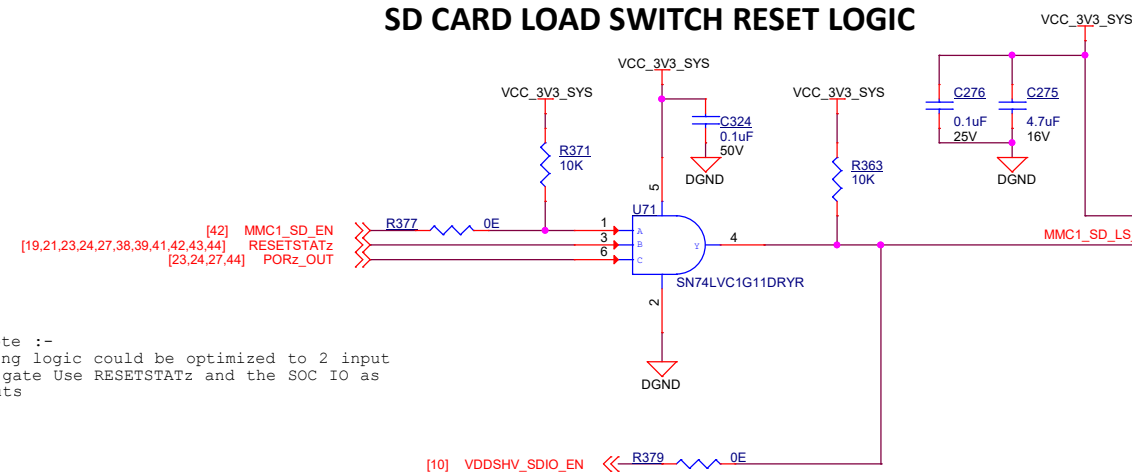 SD CARD LOAD SWITCH RESET LOGIC
VCC_3V3_SYS
VCC_3V3_SYS
VCC_3V3_SYS
VCC_3V3_SYS
C276
0.1uF
25V
C275
4.7uF
16V
DGND
C324
0.1uF
50V
DGND
R371
10K
R363
10K
5
U71
[42] MMC1_SD_EN
R377 0E
1 A
[19,21,23,24,27,38,39,41,42,43,44] RESETSTATz
3 B
[23,24,27,44] PORz_OUT
6 C
Y 4
MMC1_SD_LS_
SN74LVC1G11DRYR
2
DGND
te :-
ng logic could be optimized to 2 input
gate Use RESETSTATz and the SOC IO as
uts
[10] VDDSHV_SDIO_EN
R379 0E